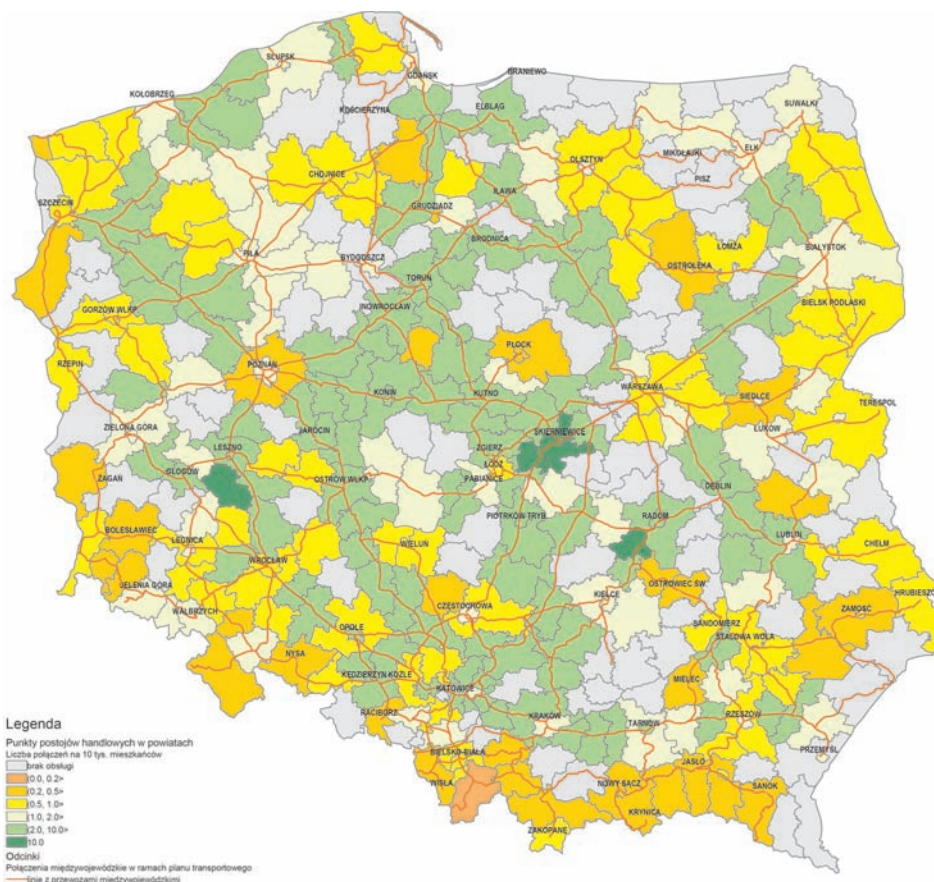 SŁUPSK
GDAŃSK
BRANIEWO
KOŁOBRZEG
KOŚCIERZYNA
ELBLĄG
SUWAŁKI
MIKOŁAJKI
EŁK
OLSZTYN
PISZ
CHOJNICE
IŁAWA
SZCZECIN
GRUDZIĄDZ
BRODNICA
ŁOMŻA
BIAŁYSTOK
PIŁA
BYDGOSZCZ
OSTROŁĘKA
TORUŃ
BIELSK PODLASKI
GORZÓW WLKP
INOWROCŁAW
PŁOCK
RZEPIN
POZNAŃ
KONIN
KUTNO
WARSZAWA
SIEDLCE
TERESPOL
ZIELONA GÓRA
JAROCIN
SKIERNIEWICE
ŁUKÓW
LESZNO
ZGIERZ
ŁÓDŹ
GŁOGÓW
OSTRÓW WLKP
PABIANICE
ŻAGAŃ
DĘBLIN
PIOTRKÓW TRYB
RADOM
BOLESŁAWIEC
LEGNICA
WIELUŃ
LUBLIN
CHEŁM
WROCŁAW
JELENIA GÓRA
OSTROWIEC ŚW.
KIELCE
HRUBIESZÓ
WAŁBRZYCH
CZĘSTOCHOWA
ZAMOŚĆ
OPOLE
SANDOMIERZ
STALOWA WOLA
NYSA
KĘDZIERZYN KOŹLE
MIELEC
KATOWICE
RACIBÓRZ
KRAKÓW
TARNÓW
RZESZÓW
BIELSKO-BIAŁA
PRZEMYŚL
WISŁA
NOWY SĄCZ
JASŁO
SANOK
KRYNICA
ZAKOPANE
Legenda
Punkty postojów handlowych w powiatach
Liczba połączeń na 10 tys. mieszkańców
brak obsługi
(0.0, 0.2>
(0.2, 0.5>
(0.5, 1.0>
(1.0, 2.0>
(2.0, 10.0>
10.0
Odcinki
Połączenia międzywojewódzkie w ramach planu transportowego
linie z przewozami międzywojewódzkimi